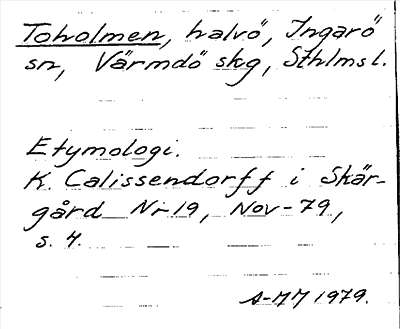 Toholmen, halvö, Ingarö
sn, Värmdö skg, Sthlms l.
Etymologi.
K. Calissendorff i Skär-
gård Nr 19, Nov-79,
s. 4.
A-MM 1979.